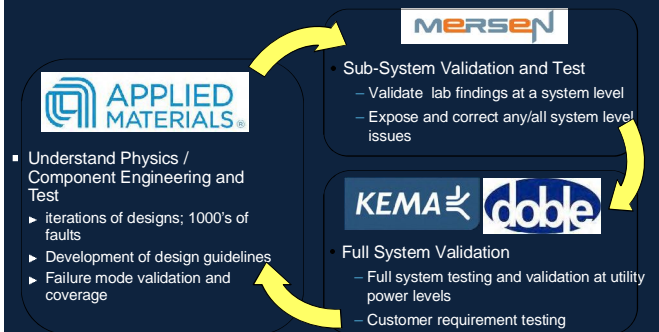 MERSEN
Sub-System Validation and Test
– Validate lab findings at a system level
– Expose and correct any/all system level
issues
APPLIED
MATERIALS®
Understand Physics /
Component Engineering and
Test
► iterations of designs; 1000's of
faults
► Development of design guidelines
► Failure mode validation and
coverage
KEMA
doble
Full System Validation
– Full system testing and validation at utility
power levels
– Customer requirement testing